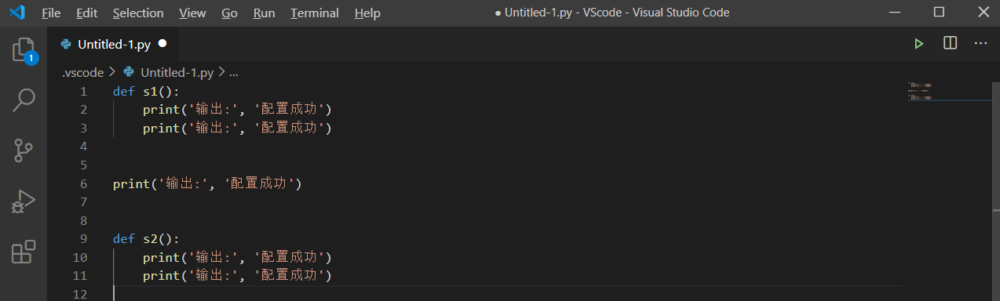 File Edit Selection View Go Run Terminal Help ● Untitled-1.py - VScode - Visual Studio Code
1
Untitled-1.py ●
.vscode > Untitled-1.py > ...
1 def s1():
2     print('输出:', '配置成功')
3     print('输出:', '配置成功')
4
5
6 print('输出:', '配置成功')
7
8
9 def s2():
10     print('输出:', '配置成功')
11     print('输出:', '配置成功')
12